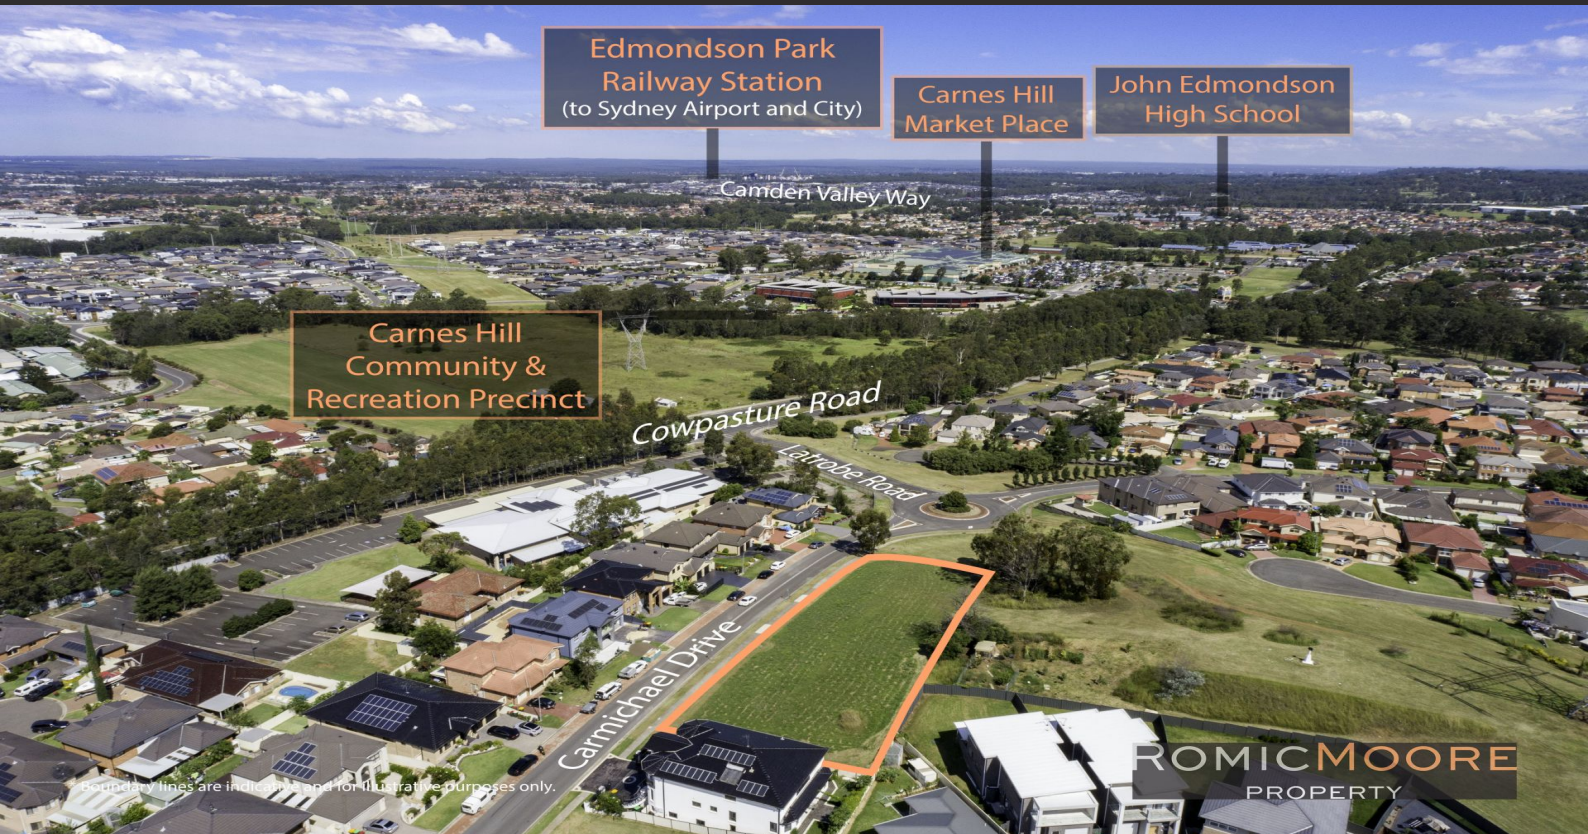 Edmondson Park
Railway Station
(to Sydney Airport and City)
Carnes Hill
Market Place
John Edmondson
High School
Camden Valley Way
Carnes Hill
Community &
Recreation Precinct
Cowpasture Road
Latrobe Road
Carmichael Drive
Boundary lines are indicative and for illustrative purposes only.
ROMICMOORE
PROPERTY